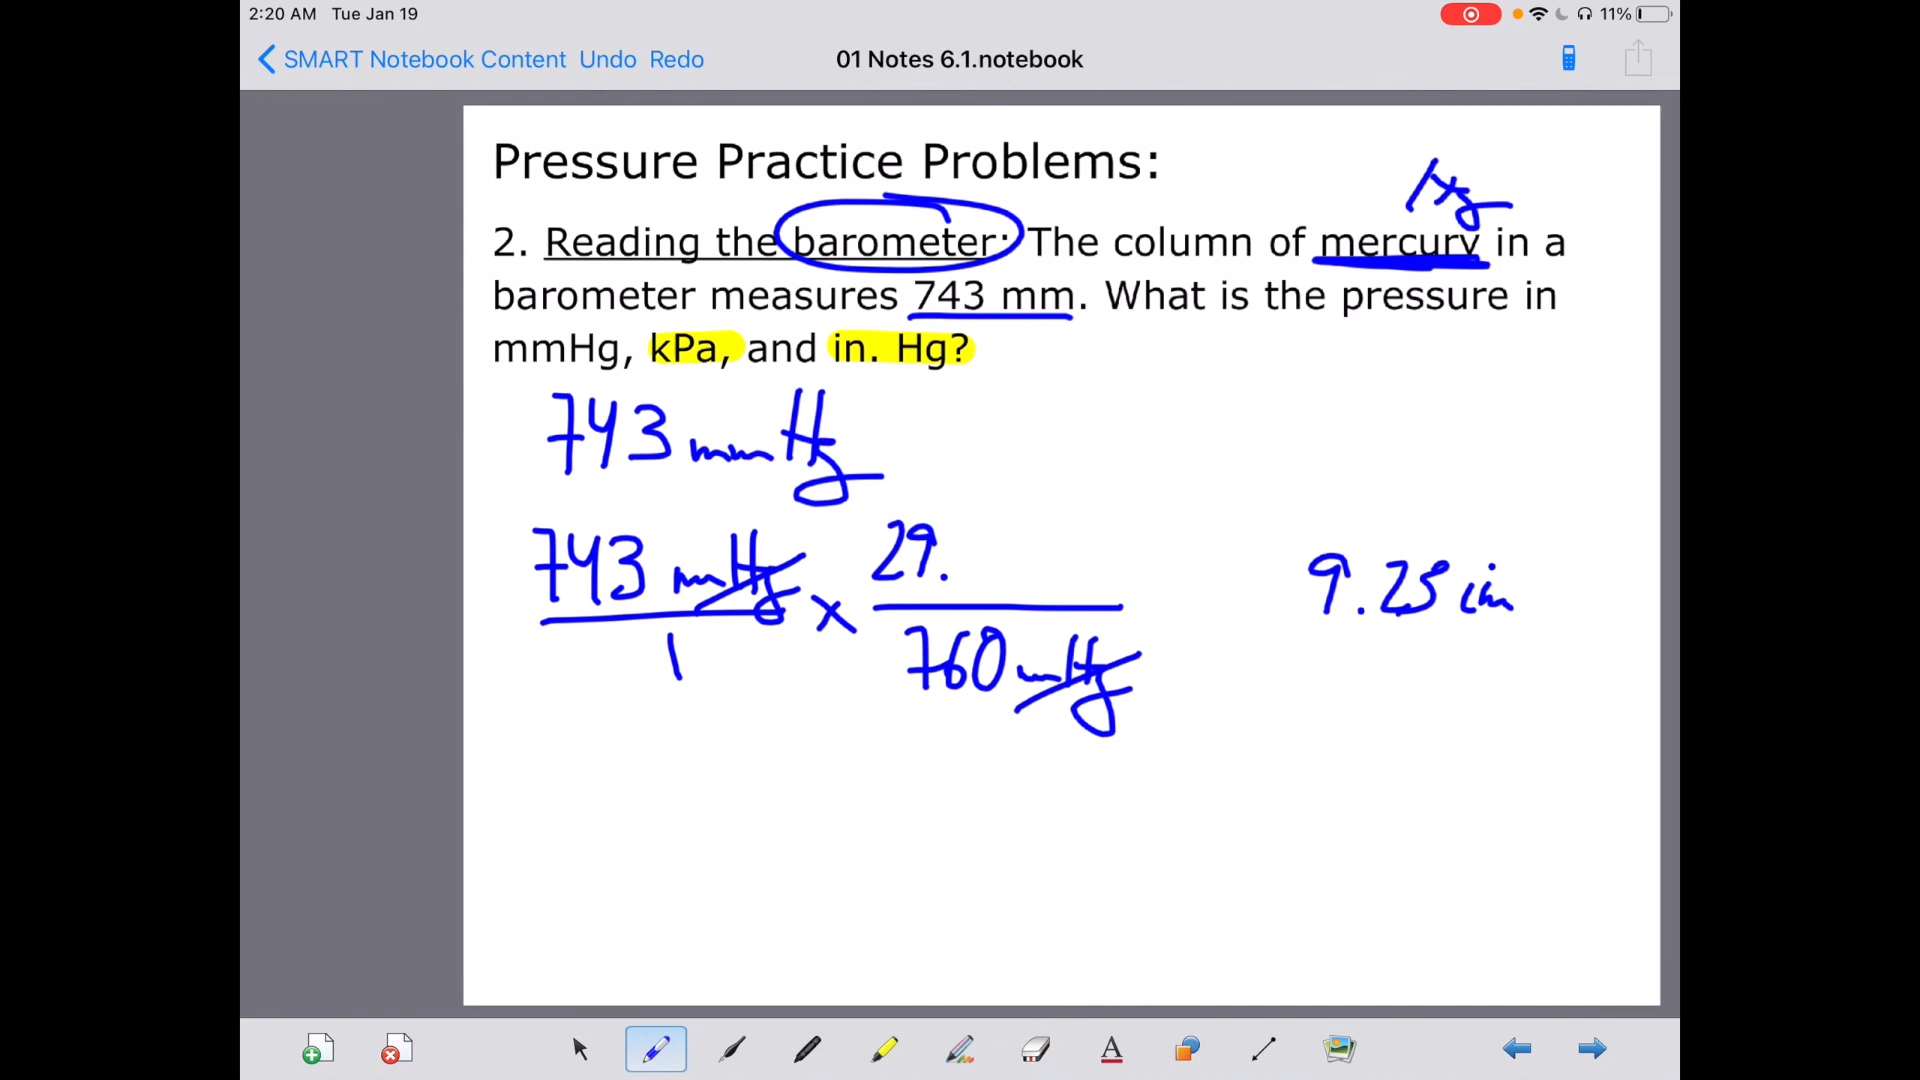 2:20 AM Tue Jan 19 11%
SMART Notebook Content Undo Redo 01 Notes 6.1.notebook
Pressure Practice Problems:
Hg
2. Reading the barometer: The column of mercury in a
barometer measures 743 mm. What is the pressure in
mmHg, kPa, and in. Hg?
743 mmHg
743 mmHg x 29.
1 760 mmHg
9.25 in
A